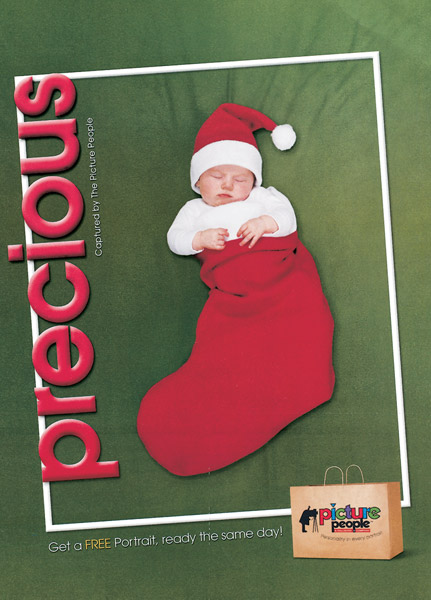 precious
Captured by The Picture People
picture
people
Personality in every portrait.
Get a FREE Portrait, ready the same day!